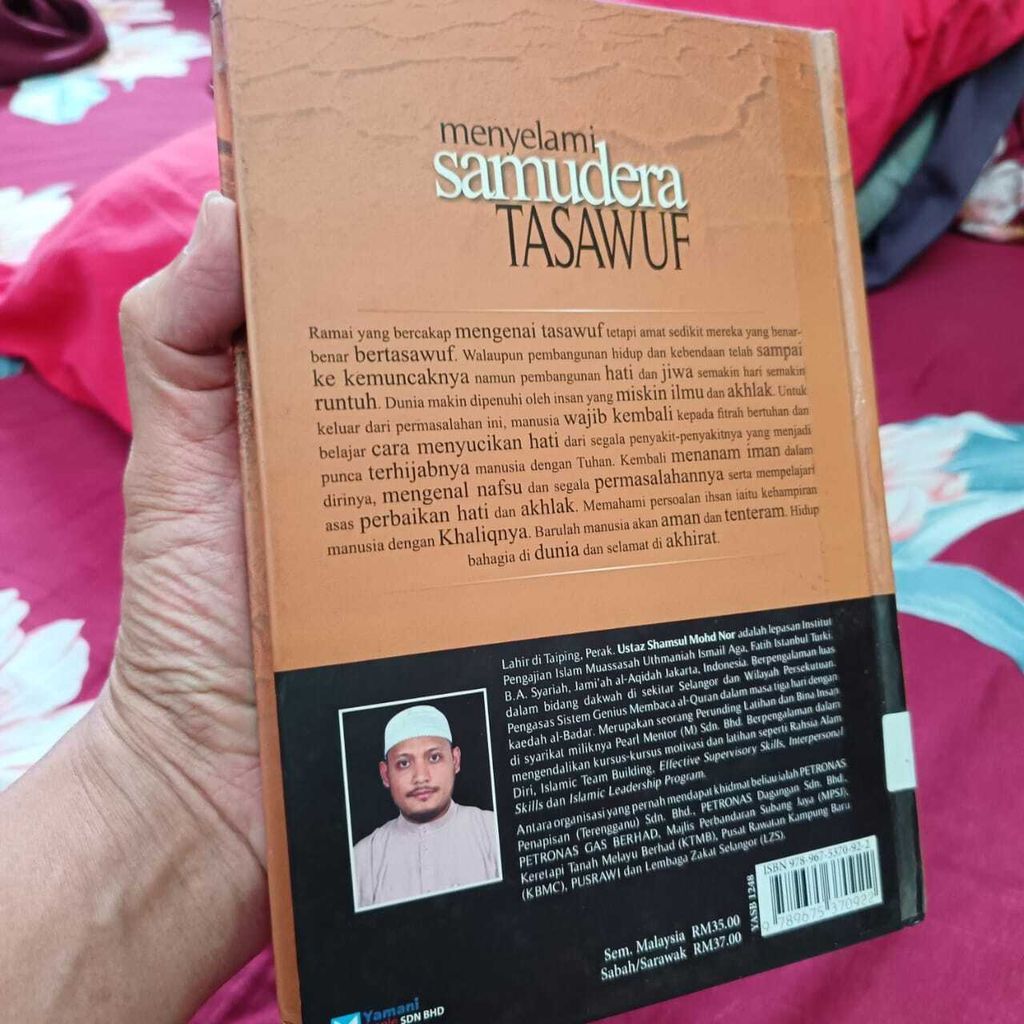 menyelami
samudera
TASAWUF
Ramai yang bercakap mengenai tasawuf tetapi amat sedikit mereka yang benar-
benar bertasawuf. Walaupun pembangunan hidup dan kebendaan telah sampai
ke kemuncaknya namun pembangunan hati dan jiwa semakin hari semakin
runtuh. Dunia makin dipenuhi oleh insan yang miskin ilmu dan akhlak. Untuk
keluar dari permasalahan ini, manusia wajib kembali kepada fitrah bertuhan dan
belajar cara menyucikan hati dari segala penyakit-penyakitnya yang menjadi
punca terhijabnya manusia dengan Tuhan. Kembali menanam iman dalam
dirinya, mengenal nafsu dan segala permasalahannya serta mempelajari
asas perbaikan hati dan akhlak. Memahami persoalan ihsan iaitu kehampiran
manusia dengan Khaliqnya. Barulah manusia akan aman dan tenteram. Hidup
bahagia di dunia dan selamat di akhirat.
Lahir di Taiping, Perak. Ustaz Shamsul Mohd Nor adalah lepasan Institut
Pengajian Islam Muassasah Uthmaniah Ismail Aga, Fatih Istanbul Turki.
B.A. Syariah, Jami'ah al-Aqidah Jakarta, Indonesia. Berpengalaman luas
dalam bidang dakwah di sekitar Selangor dan Wilayah Persekutuan.
Pengasas Sistem Genius Membaca al-Quran dalam masa tiga hari dengan
kaedah al-Badar. Merupakan seorang Perunding Latihan dan Bina Insan
di syarikat miliknya Pearl Mentor (M) Sdn. Bhd. Berpengalaman dalam
mengendalikan kursus-kursus motivasi dan latihan seperti Rahsia Alam
Diri, Islamic Team Building, Effective Supervisory Skills, Interpersonal
Skills dan Islamic Leadership Program.
Antara organisasi yang pernah mendapat khidmat beliau ialah PETRONAS
Penapisan (Terengganu) Sdn. Bhd., PETRONAS Dagangan Sdn. Bhd.,
PETRONAS GAS BERHAD, Majlis Perbandaran Subang Jaya (MPSJ),
Keretapi Tanah Melayu Berhad (KTMB), Pusat Rawatan Kampung Baru
(KBMC), PUSRAWI dan Lembaga Zakat Selangor (LZS).
ISBN 978-967-5370-92-2
9 789675 370922
YASB 1248
Sem. Malaysia RM35.00
Sabah/Sarawak RM37.00
Yamani
SDN BHD